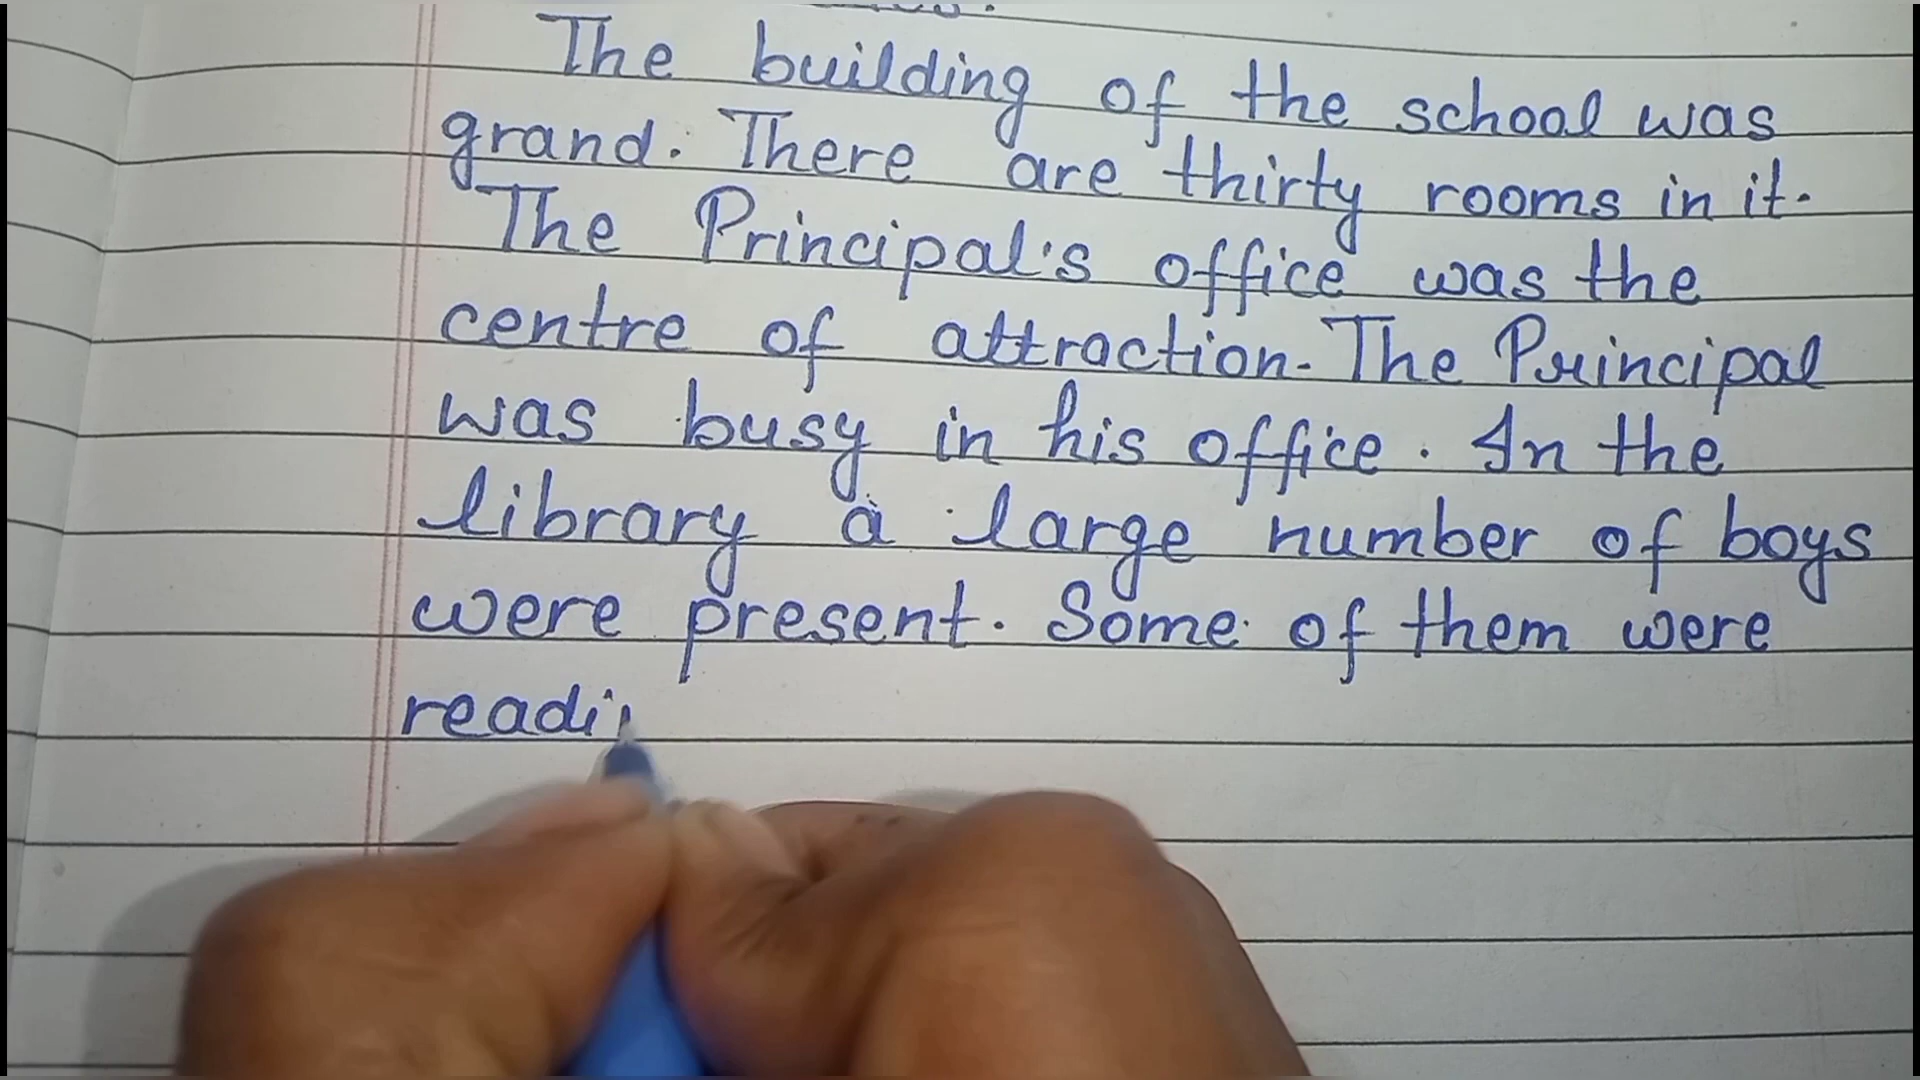 The building of the school was
grand. There are thirty rooms in it.
The Principal's office was the
centre of attraction. The Principal
was busy in his office. In the
library a large number of boys
were present. Some of them were
readi